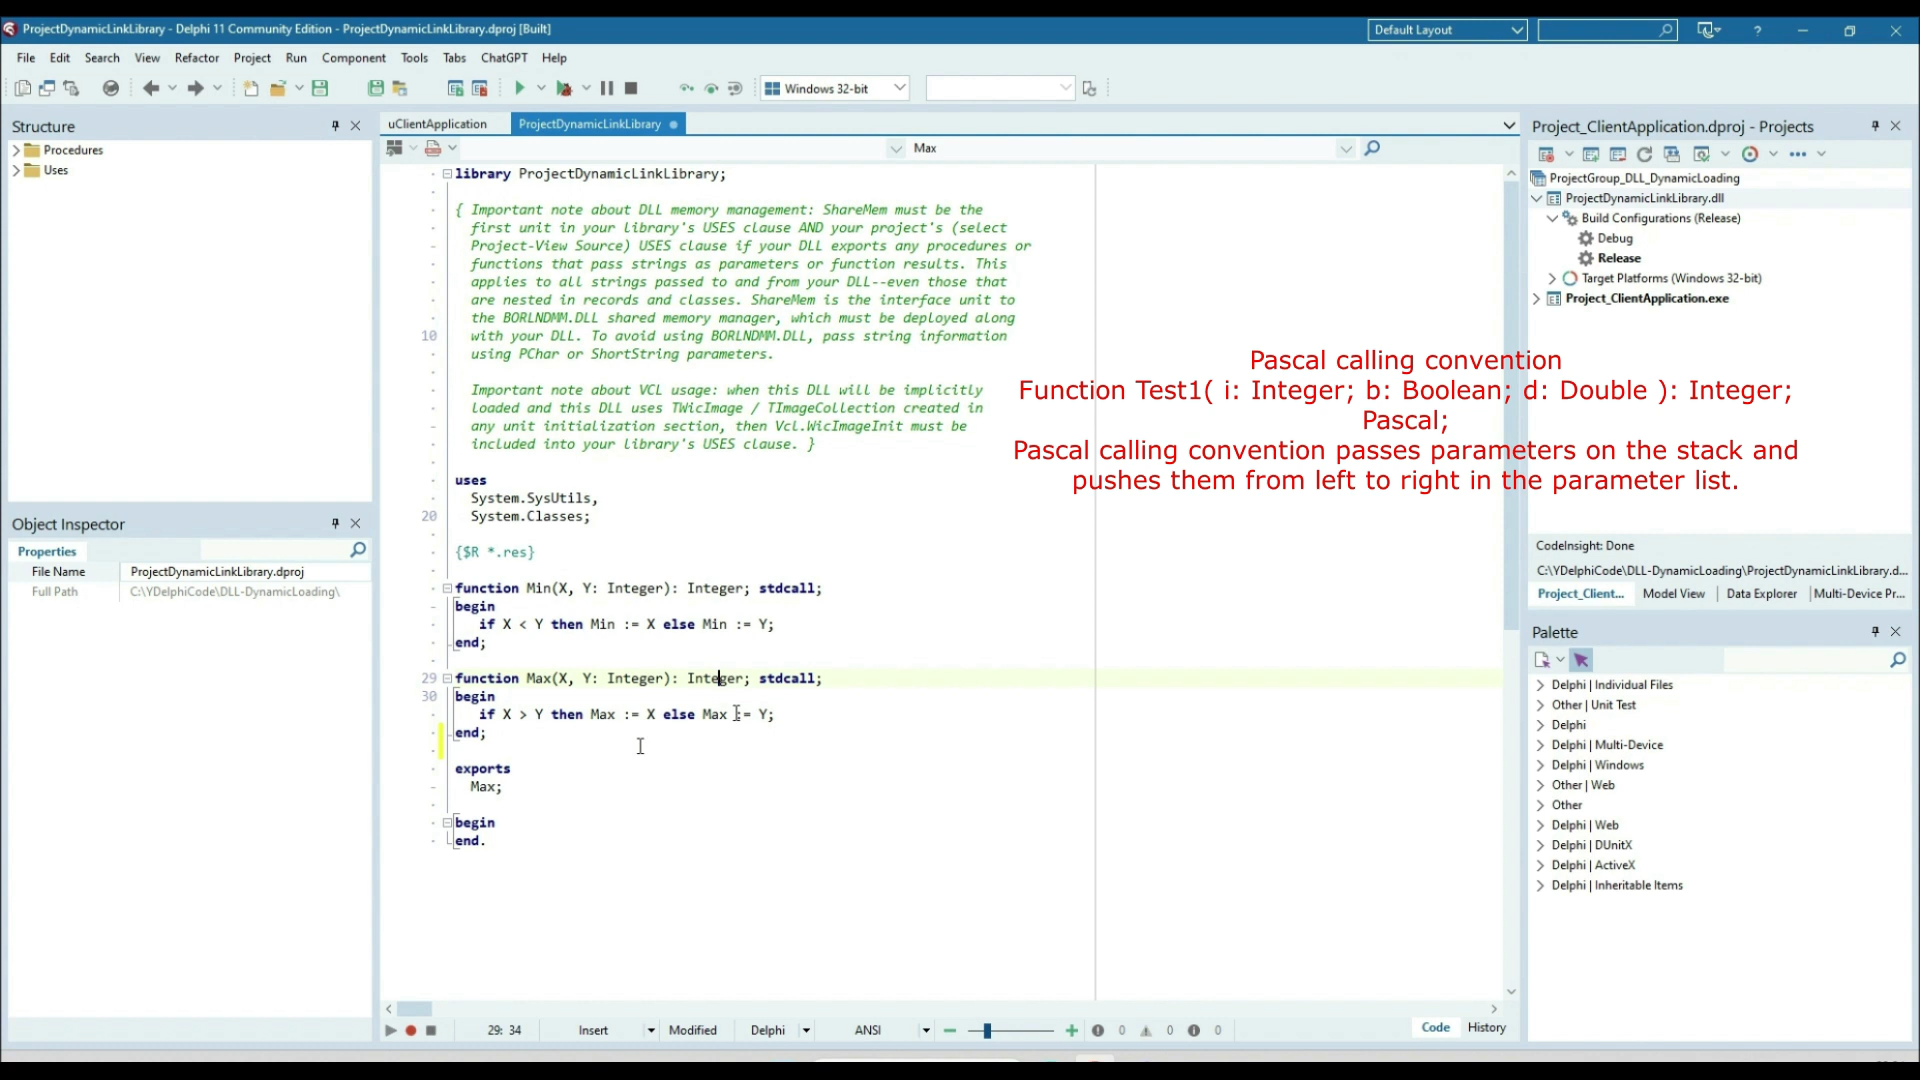 ProjectDynamicLinkLibrary - Delphi 11 Community Edition - ProjectDynamicLinkLibrary.dproj [Built]
Default Layout
File Edit Search View Refactor Project Run Component Tools Tabs ChatGPT Help
Windows 32-bit
Structure
Procedures
Uses
Object Inspector
Properties
File Name ProjectDynamicLinkLibrary.dproj
Full Path C:\YDelphiCode\DLL-DynamicLoading\
uClientApplication ProjectDynamicLinkLibrary
Max
library ProjectDynamicLinkLibrary;
{ Important note about DLL memory management: ShareMem must be the
first unit in your library's USES clause AND your project's (select
Project-View Source) USES clause if your DLL exports any procedures or
functions that pass strings as parameters or function results. This
applies to all strings passed to and from your DLL--even those that
are nested in records and classes. ShareMem is the interface unit to
the BORLNDMM.DLL shared memory manager, which must be deployed along
10 with your DLL. To avoid using BORLNDMM.DLL, pass string information
using PChar or ShortString parameters.
Important note about VCL usage: when this DLL will be implicitly
loaded and this DLL uses TWicImage / TImageCollection created in
any unit initialization section, then Vcl.WicImageInit must be
included into your library's USES clause. }
uses
System.SysUtils,
20 System.Classes;
{$R *.res}
function Min(X, Y: Integer): Integer; stdcall;
begin
if X < Y then Min := X else Min := Y;
end;
29 function Max(X, Y: Integer): Integer; stdcall;
30 begin
if X > Y then Max := X else Max := Y;
end;
exports
Max;
begin
end.
Pascal calling convention
Function Test1( i: Integer; b: Boolean; d: Double ): Integer;
Pascal;
Pascal calling convention passes parameters on the stack and
pushes them from left to right in the parameter list.
29: 34 Insert Modified Delphi ANSI 0 0 0 Code History
Project_ClientApplication.dproj - Projects
ProjectGroup_DLL_DynamicLoading
ProjectDynamicLinkLibrary.dll
Build Configurations (Release)
Debug
Release
Target Platforms (Windows 32-bit)
Project_ClientApplication.exe
CodeInsight: Done
C:\YDelphiCode\DLL-DynamicLoading\ProjectDynamicLinkLibrary.d...
Project_Client... Model View Data Explorer Multi-Device Pr...
Palette
Delphi | Individual Files
Other | Unit Test
Delphi
Delphi | Multi-Device
Delphi | Windows
Other | Web
Other
Delphi | Web
Delphi | DUnitX
Delphi | ActiveX
Delphi | Inheritable Items